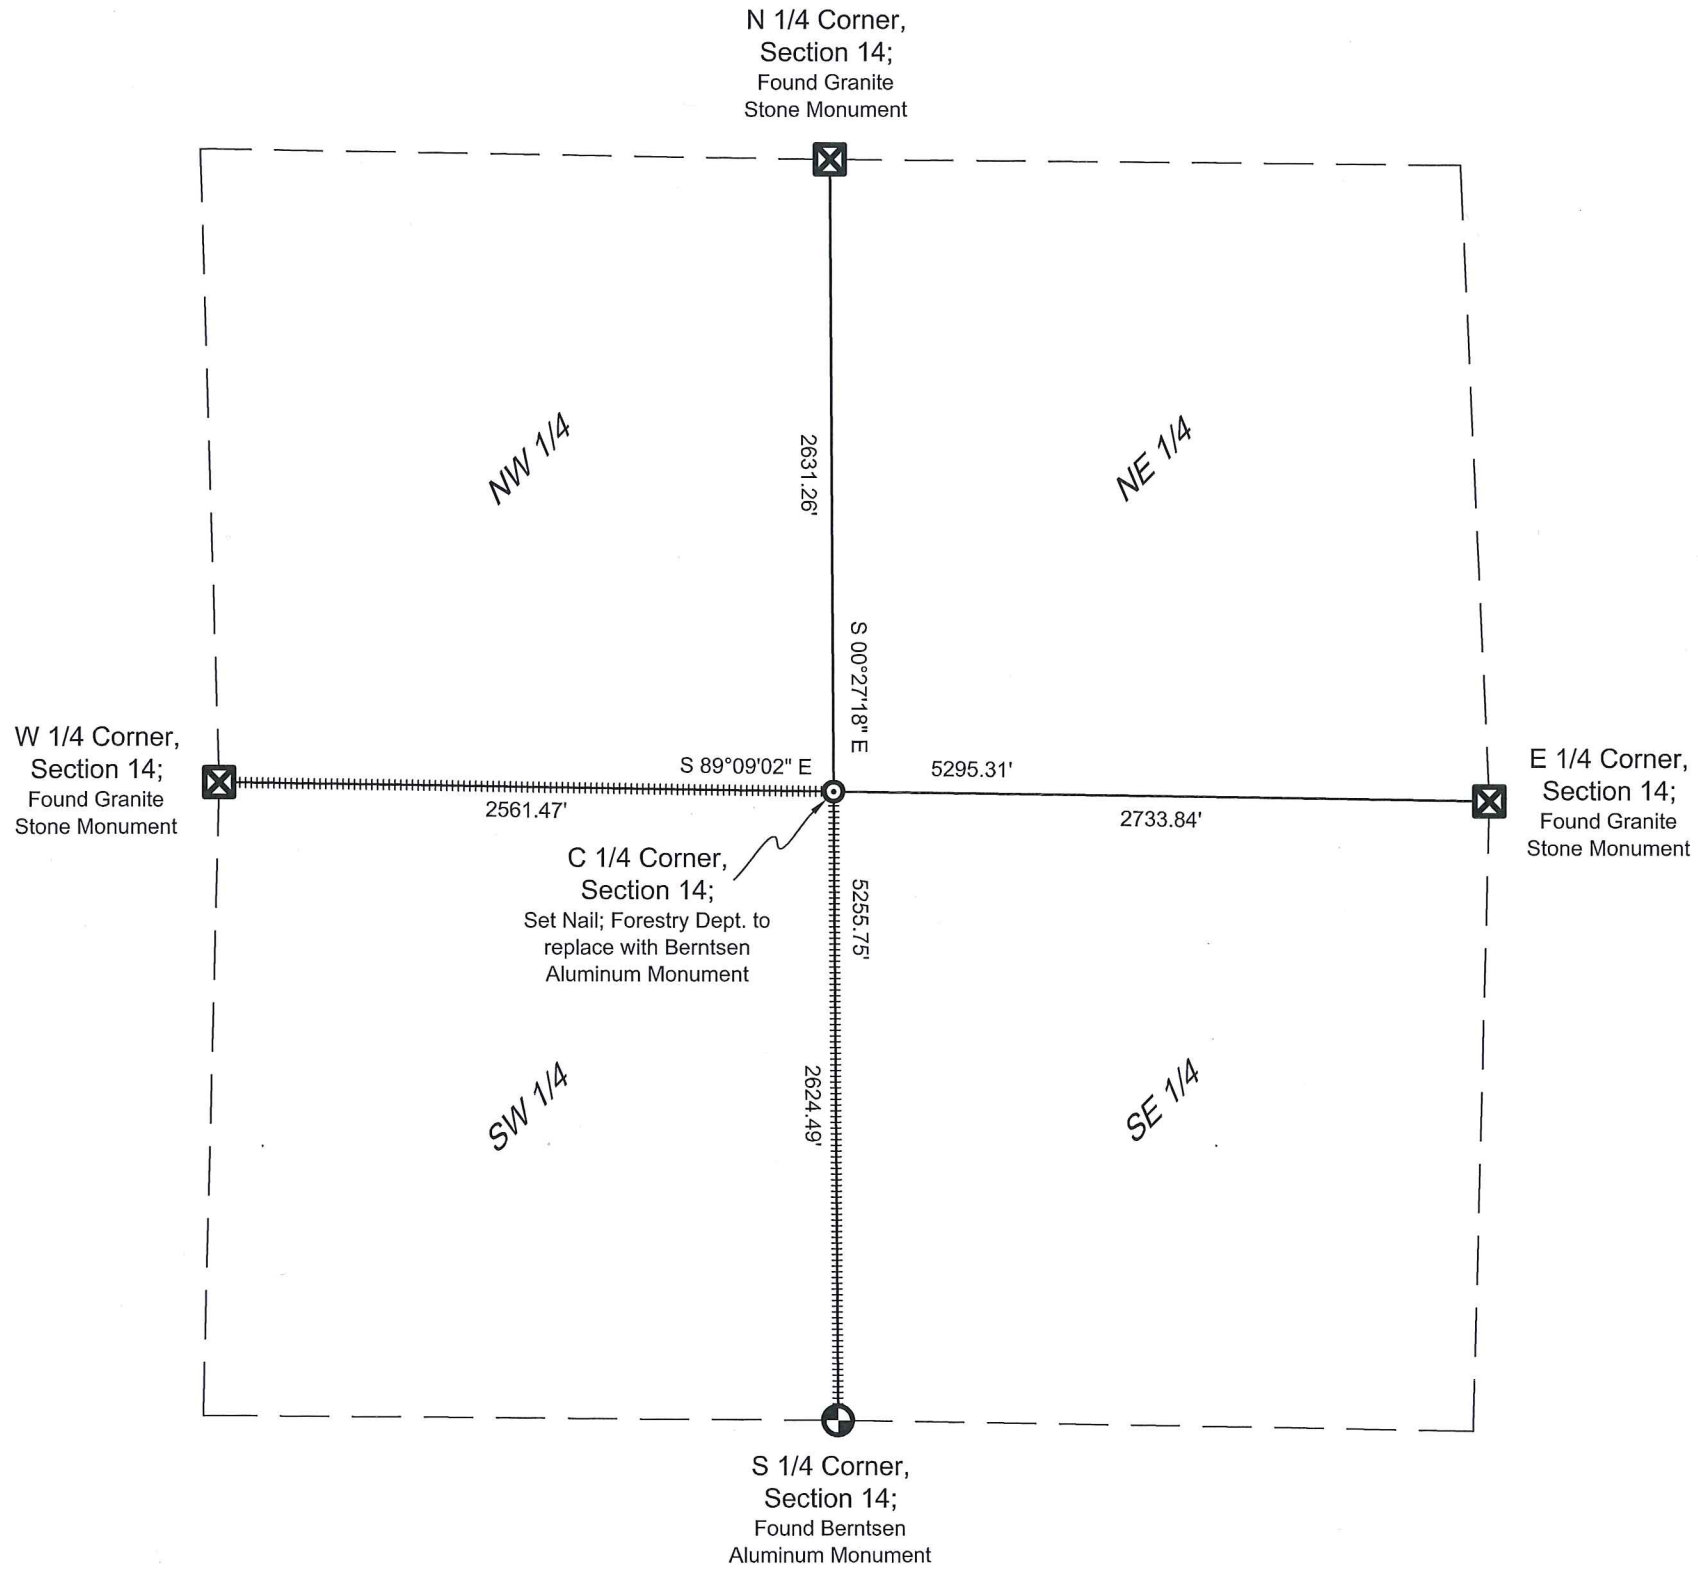 N 1/4 Corner,
Section 14;
Found Granite
Stone Monument
NW 1/4
NE 1/4
2631.26'
S 00°27'18" E
W 1/4 Corner,
Section 14;
Found Granite
Stone Monument
S 89°09'02" E
5295.31'
2561.47'
2733.84'
E 1/4 Corner,
Section 14;
Found Granite
Stone Monument
C 1/4 Corner,
Section 14;
Set Nail; Forestry Dept. to
replace with Berntsen
Aluminum Monument
5255.75'
2624.49'
SW 1/4
SE 1/4
S 1/4 Corner,
Section 14;
Found Berntsen
Aluminum Monument